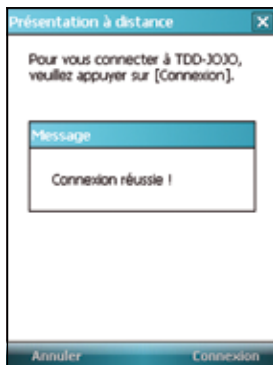 Présentation à distance
Pour vous connecter à TDD-JOJO,
veuillez appuyer sur [Connexion].
Message
Connexion réussie !
Annuler Connexion